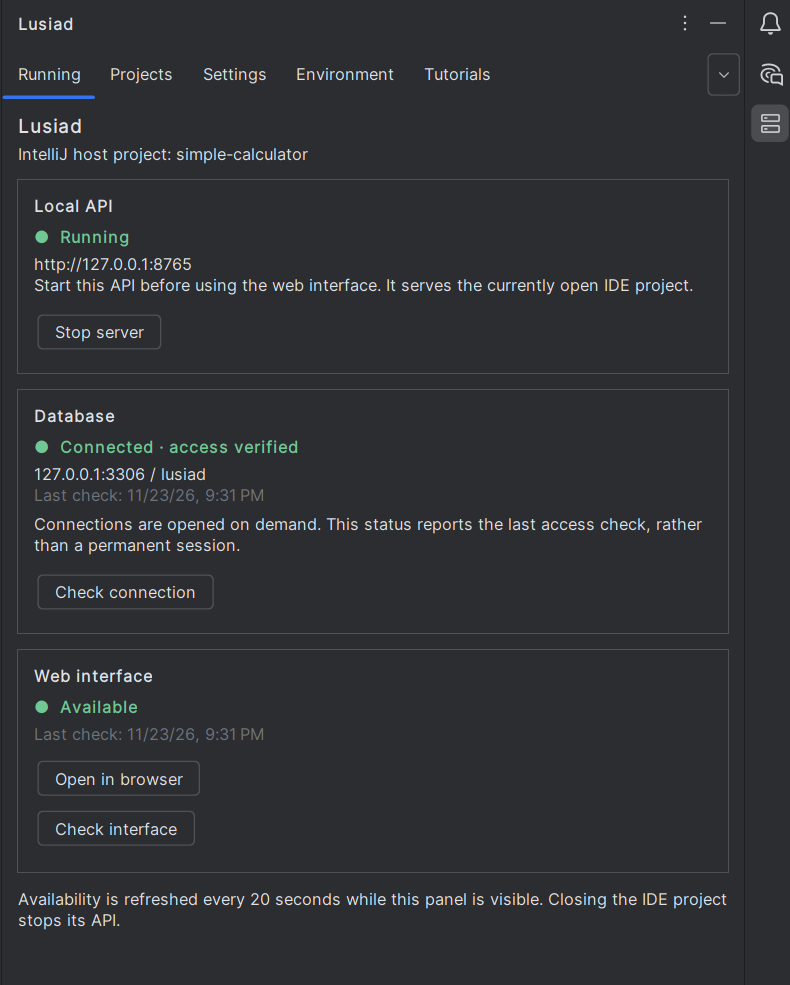 Lusiad
Running Projects Settings Environment Tutorials
Lusiad
IntelliJ host project: simple-calculator
Local API
Running
http://127.0.0.1:8765
Start this API before using the web interface. It serves the currently open IDE project.
Stop server
Database
Connected · access verified
127.0.0.1:3306 / lusiad
Last check: 11/23/26, 9:31 PM
Connections are opened on demand. This status reports the last access check, rather
than a permanent session.
Check connection
Web interface
Available
Last check: 11/23/26, 9:31 PM
Open in browser
Check interface
Availability is refreshed every 20 seconds while this panel is visible. Closing the IDE project
stops its API.